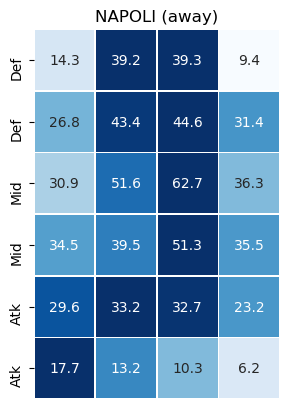 NAPOLI (away)
Def 14.3 39.2 39.3 9.4
Def 26.8 43.4 44.6 31.4
Mid 30.9 51.6 62.7 36.3
Mid 34.5 39.5 51.3 35.5
Atk 29.6 33.2 32.7 23.2
Atk 17.7 13.2 10.3 6.2